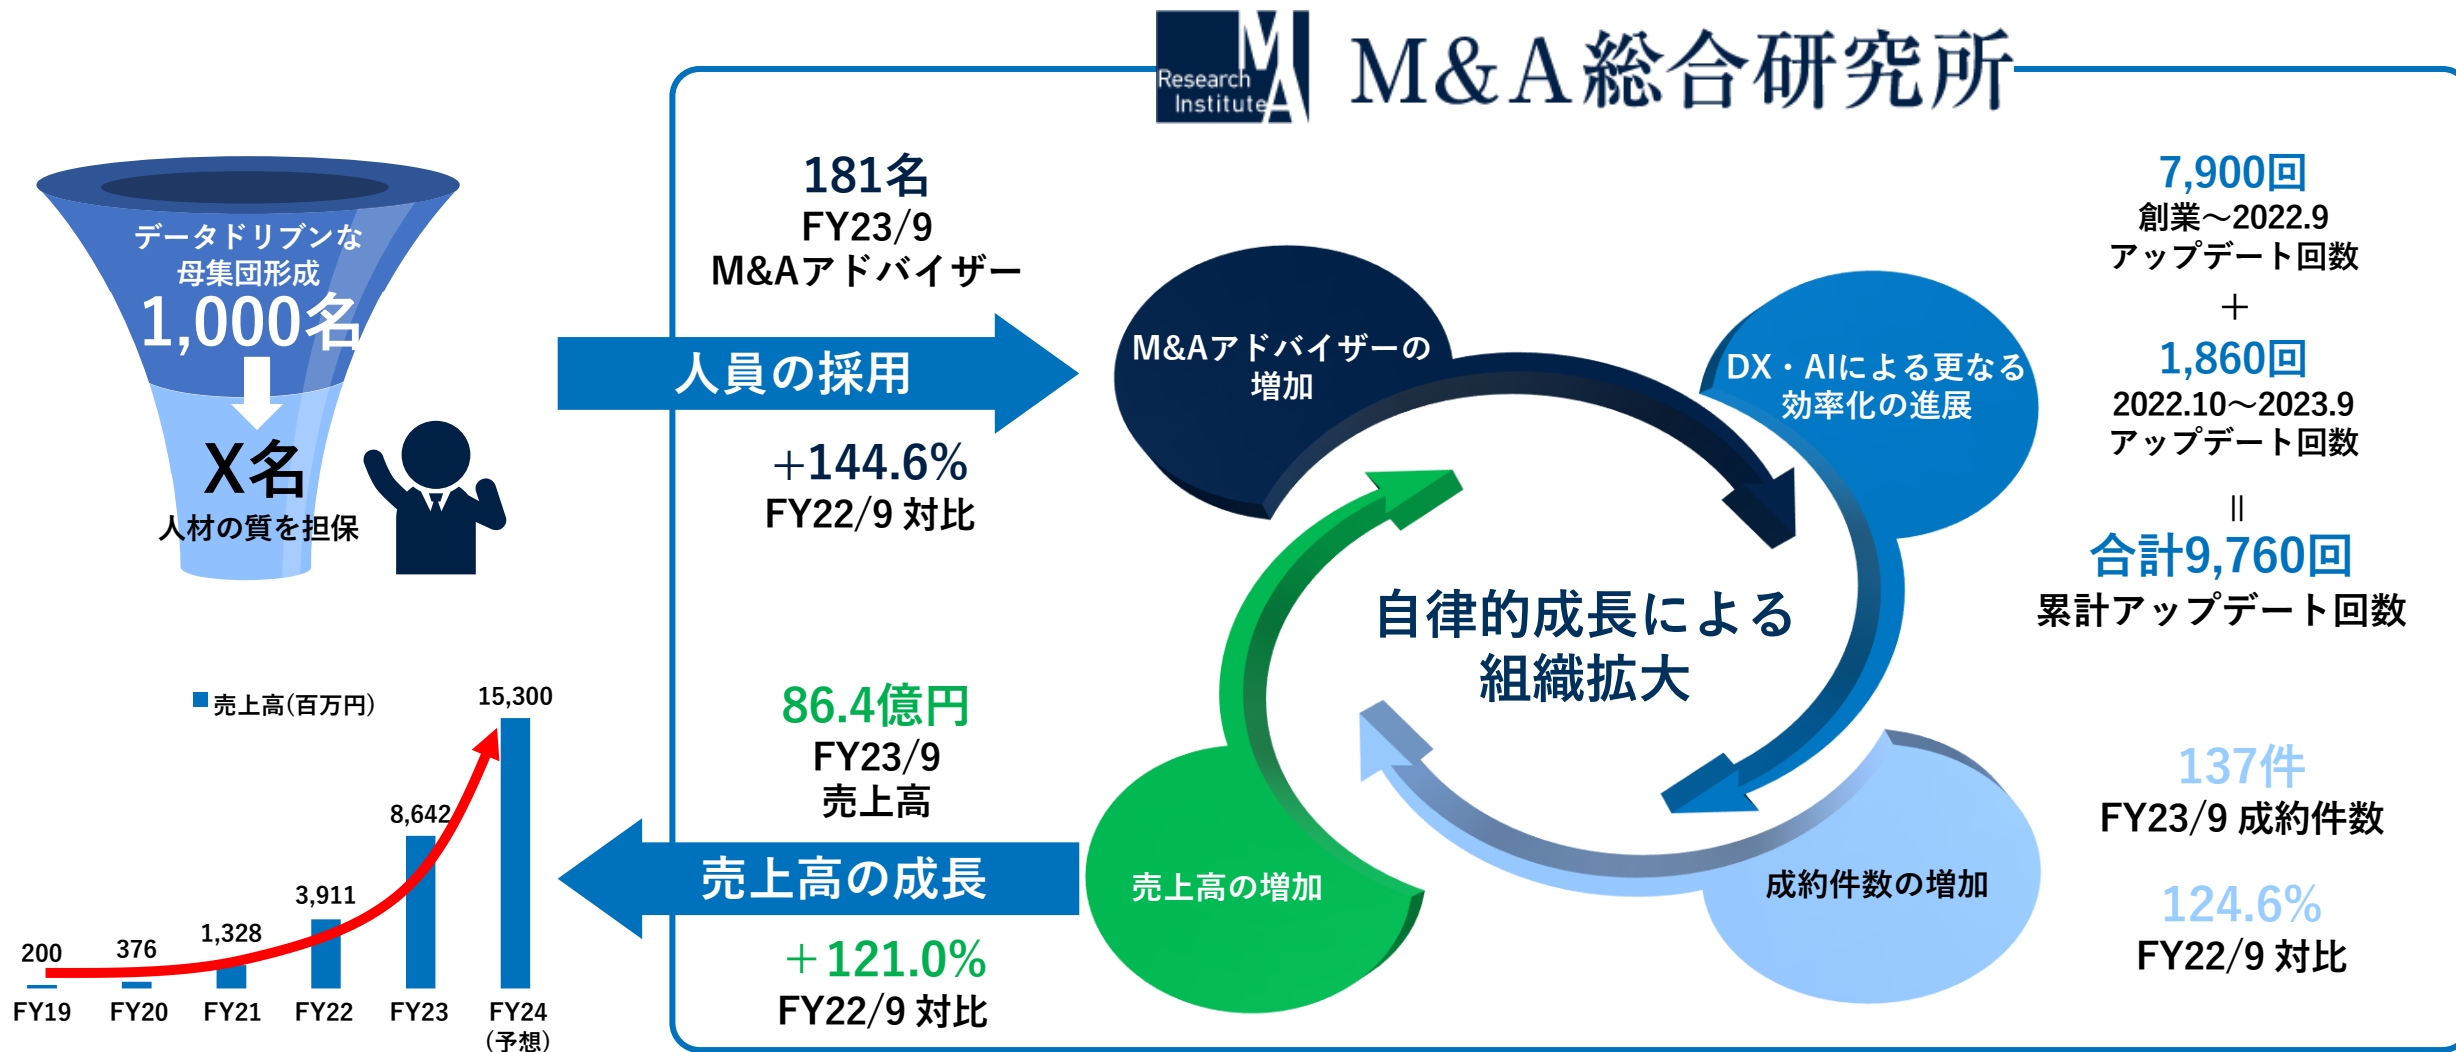 Research
Institute
MA
M&A総合研究所
データドリブンな
母集団形成
1,000名
X名
人材の質を担保
181名
FY23/9
M&Aアドバイザー
人員の採用
+144.6%
FY22/9 対比
M&Aアドバイザーの
増加
DX・AIによる更なる
効率化の進展
7,900回
創業～2022.9
アップデート回数
＋
1,860回
2022.10～2023.9
アップデート回数
||
合計9,760回
累計アップデート回数
自律的成長による
組織拡大
売上高(百万円)
200
376
1,328
3,911
8,642
15,300
FY19
FY20
FY21
FY22
FY23
FY24
(予想)
86.4億円
FY23/9
売上高
売上高の成長
＋121.0%
FY22/9 対比
売上高の増加
成約件数の増加
137件
FY23/9 成約件数
124.6%
FY22/9 対比